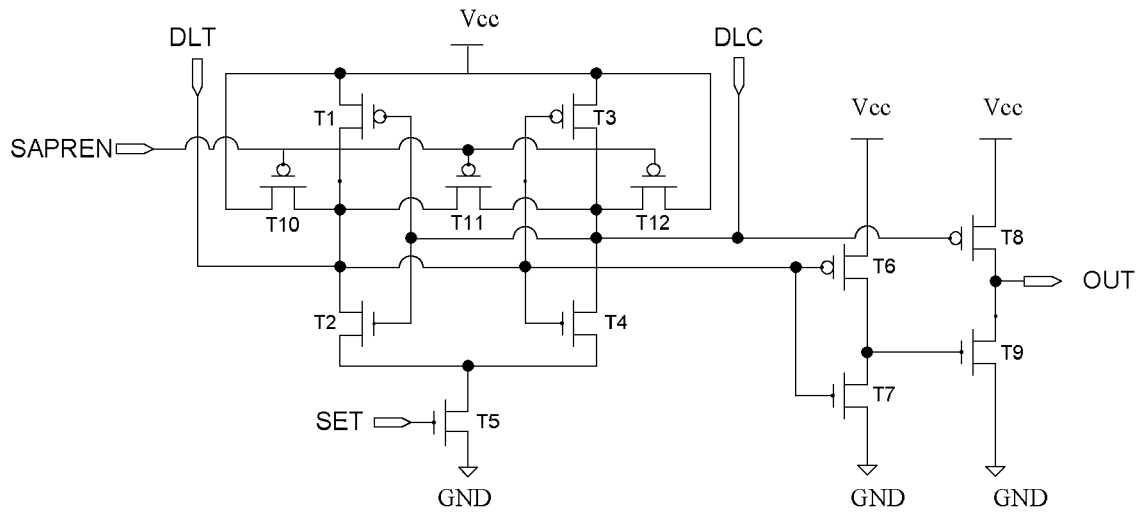 Vcc
DLT
DLC
T1
T3
Vcc
Vcc
SAPREN
T10
T11
T12
T6
T8
OUT
T2
T4
T9
T7
SET
T5
GND
GND
GND